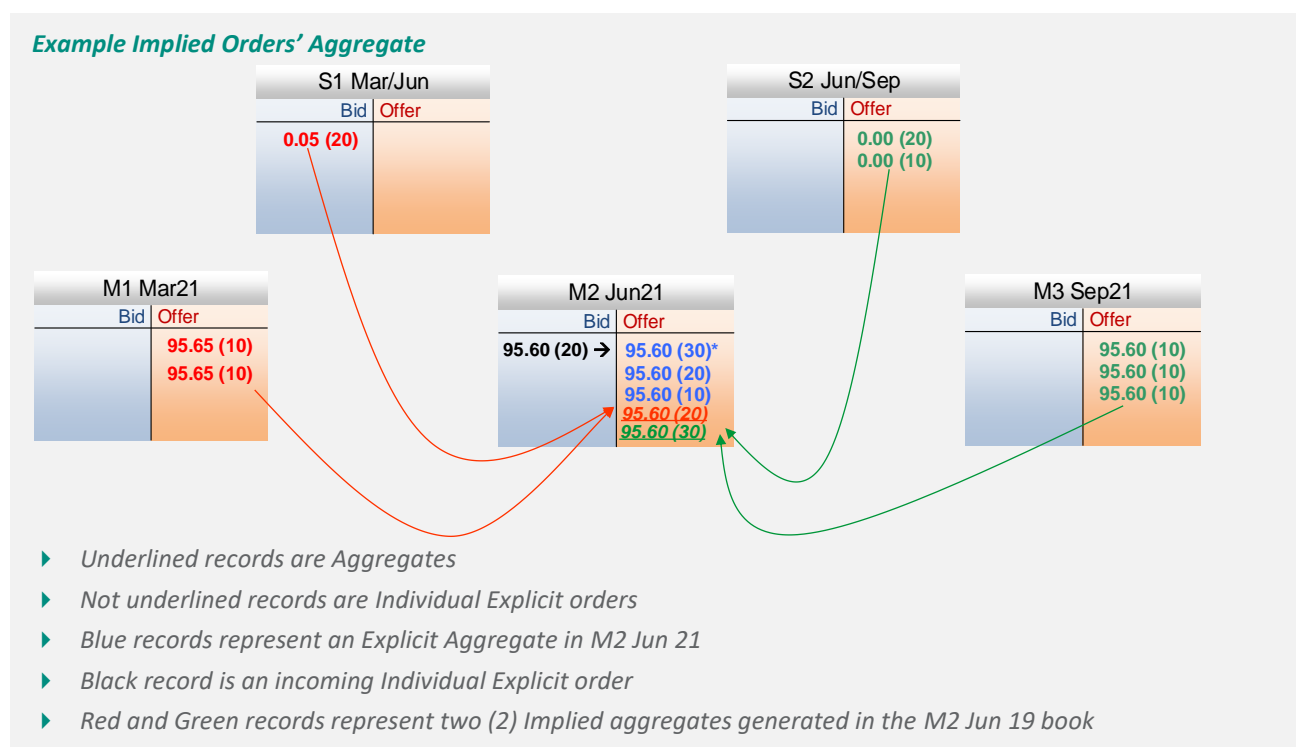 Example Implied Orders' Aggregate
S1 Mar/Jun
Bid Offer
0.05 (20)
S2 Jun/Sep
Bid Offer
0.00 (20)
0.00 (10)
M1 Mar21
Bid Offer
95.65 (10)
95.65 (10)
M2 Jun21
Bid Offer
95.60 (20) → 95.60 (30)*
95.60 (20)
95.60 (10)
95.60 (20)
95.60 (30)
M3 Sep21
Bid Offer
95.60 (10)
95.60 (10)
95.60 (10)
Underlined records are Aggregates
Not underlined records are Individual Explicit orders
Blue records represent an Explicit Aggregate in M2 Jun 21
Black record is an incoming Individual Explicit order
Red and Green records represent two (2) Implied aggregates generated in the M2 Jun 19 book